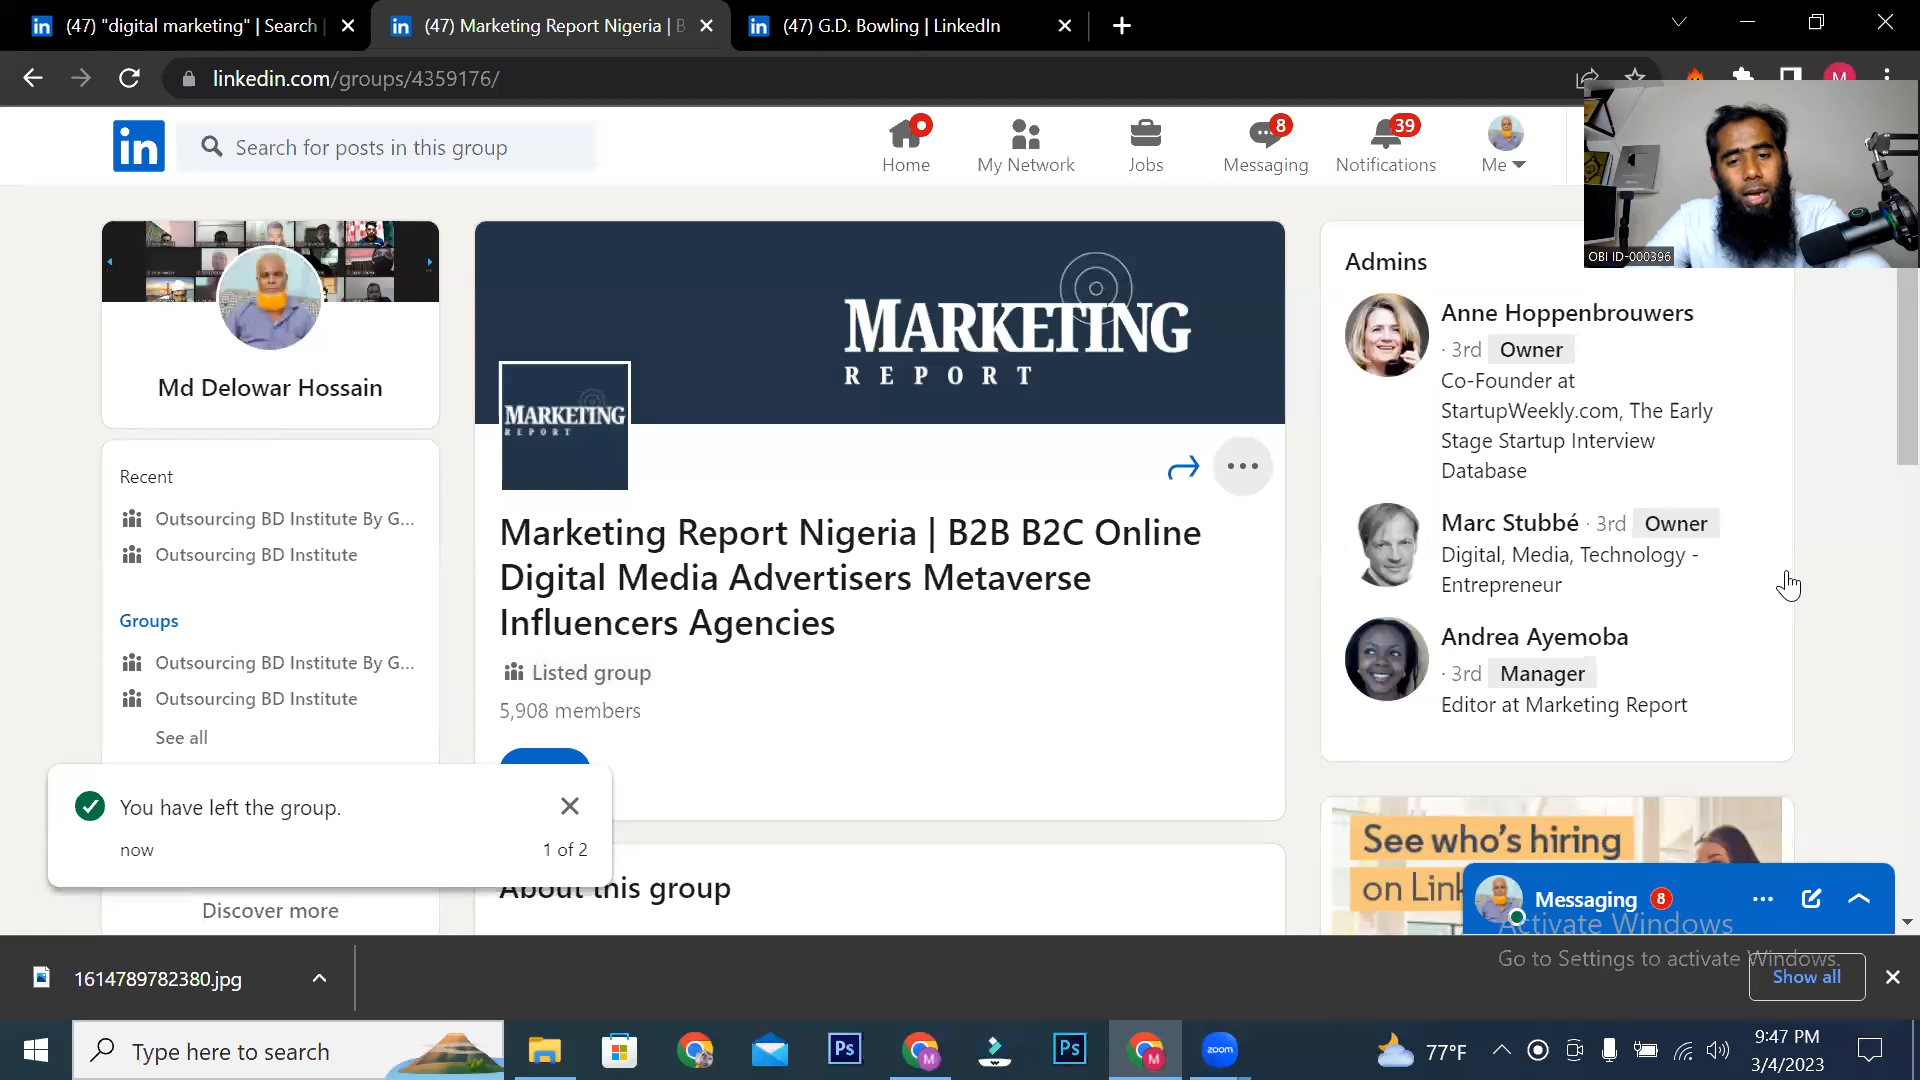 (47) "digital marketing" | Search
(47) Marketing Report Nigeria | B
(47) G.D. Bowling | LinkedIn
linkedin.com/groups/4359176/
M
in
Search for posts in this group
Home
My Network
Jobs
8
Messaging
39
Notifications
Me
OBI ID-000396
Md Delowar Hossain
Recent
Outsourcing BD Institute By G...
Outsourcing BD Institute
Groups
Outsourcing BD Institute By G...
Outsourcing BD Institute
See all
Discover more
You have left the group.
now
1 of 2
MARKETING
REPORT
MARKETING
REPORT
Marketing Report Nigeria | B2B B2C Online
Digital Media Advertisers Metaverse
Influencers Agencies
Listed group
5,908 members
About this group
Admins
Anne Hoppenbrouwers
· 3rd Owner
Co-Founder at
StartupWeekly.com, The Early
Stage Startup Interview
Database
Marc Stubbé · 3rd Owner
Digital, Media, Technology -
Entrepreneur
Andrea Ayemoba
· 3rd Manager
Editor at Marketing Report
See who's hiring
on Link
Messaging 8
Activate Windows
Go to Settings to activate Windows.
1614789782380.jpg
Show all
Type here to search
Ps
M
Ps
M
zoom
77°F
9:47 PM
3/4/2023